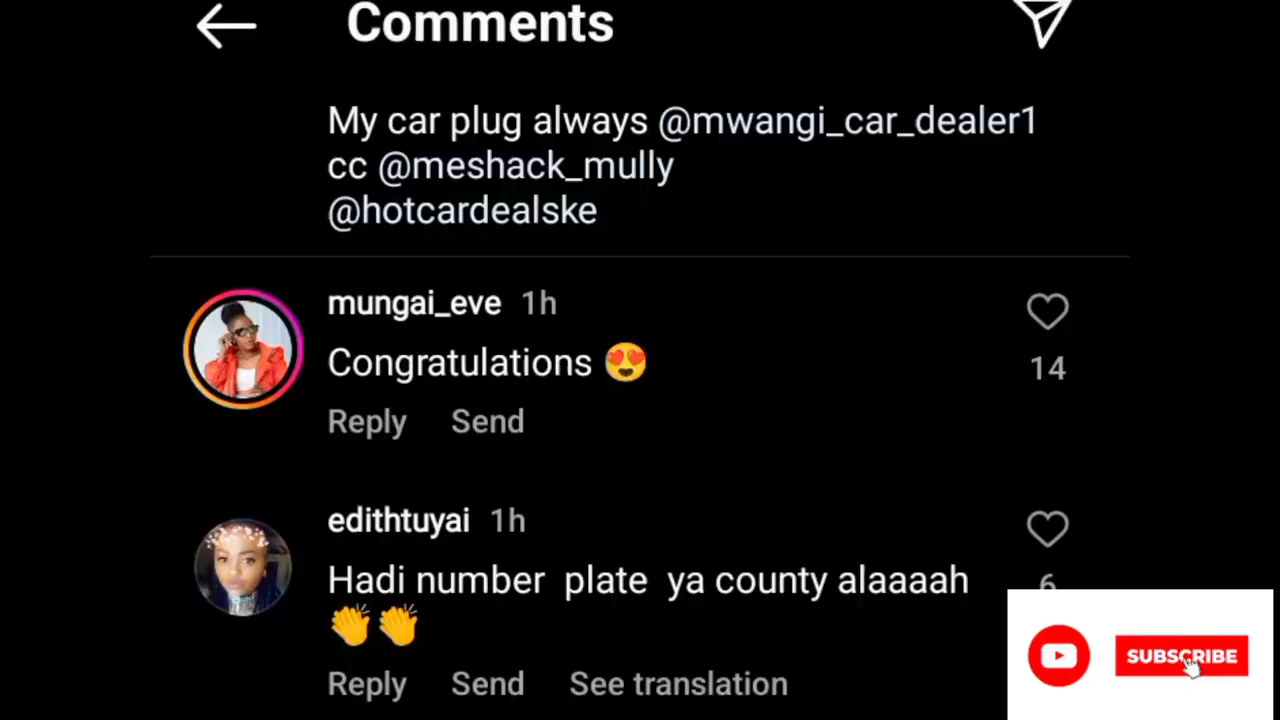 Comments
My car plug always @mwangi_car_dealer1
cc @meshack_mully
@hotcardealske
mungai_eve 1h
Congratulations 😍
14
Reply Send
edithtuyai 1h
Hadi number plate ya county alaaaah
👏👏
6
Reply Send See translation
SUBSCRIBE